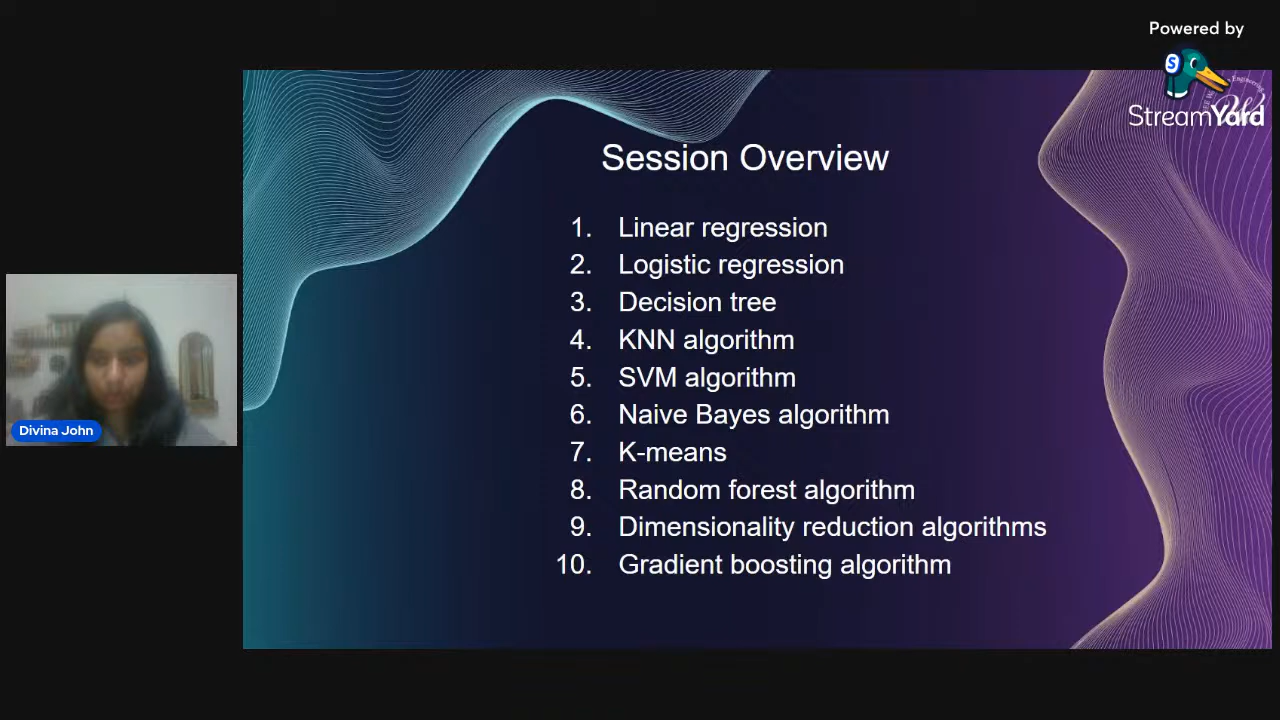 Powered by
StreamYard
Session Overview
1. Linear regression
2. Logistic regression
3. Decision tree
4. KNN algorithm
5. SVM algorithm
6. Naive Bayes algorithm
7. K-means
8. Random forest algorithm
9. Dimensionality reduction algorithms
10. Gradient boosting algorithm
Divina John